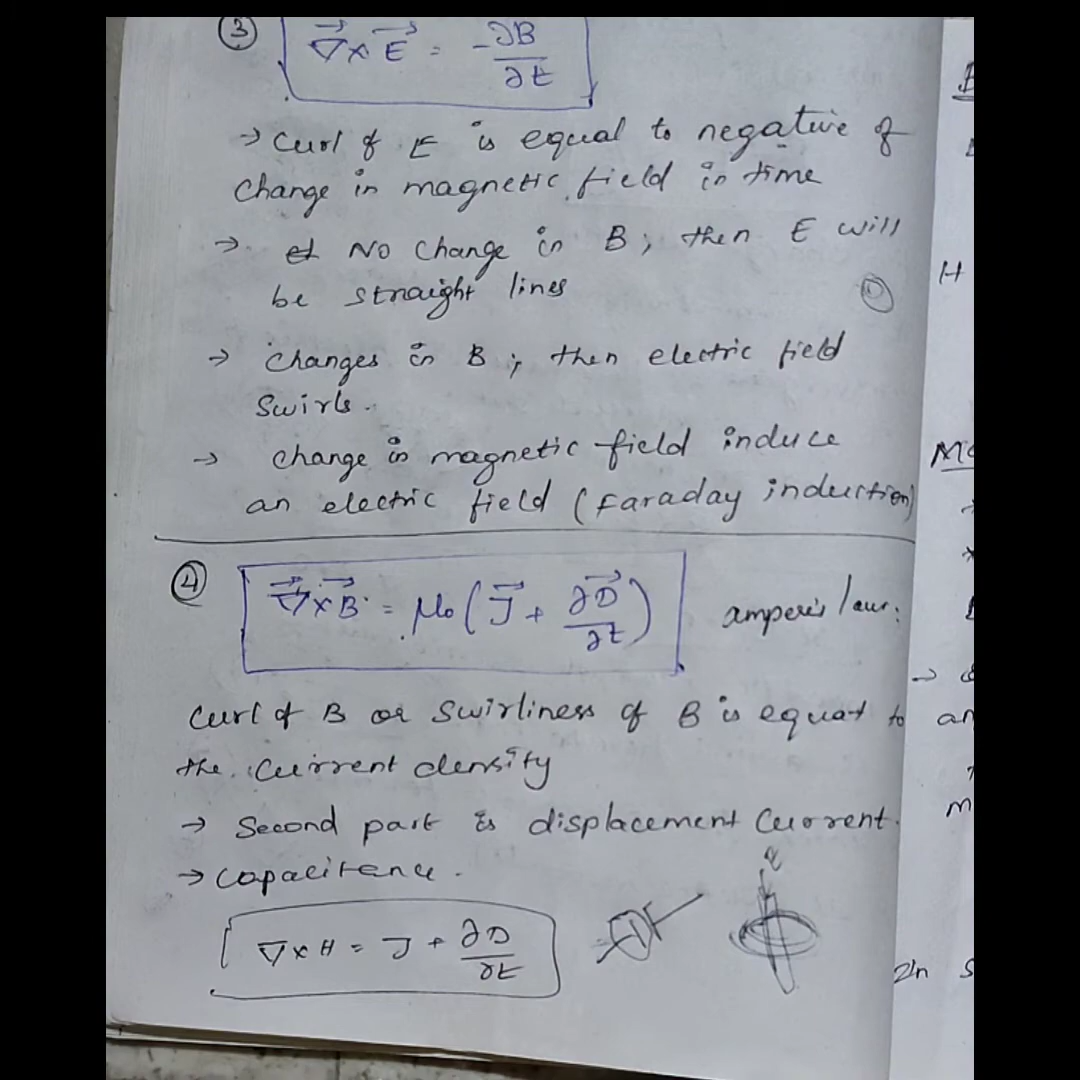 ③ ∇⃗ × E⃗ = -∂B/∂t
→ Curl of E is equal to negative of
change in magnetic field in time
→ No change in B, then E will
be straight lines
→ changes in B, then electric field
swirls.
→ change in magnetic field induce
an electric field (Faraday induction)
④ ∇⃗ × B⃗ = μ₀(J⃗ + ∂D⃗/∂t) ampere's law:
Curl of B or swirliness of B is equat to
the current density
→ Second part is displacement current.
→ capacitance.
∇ × H = J + ∂D/∂t
H
an
m